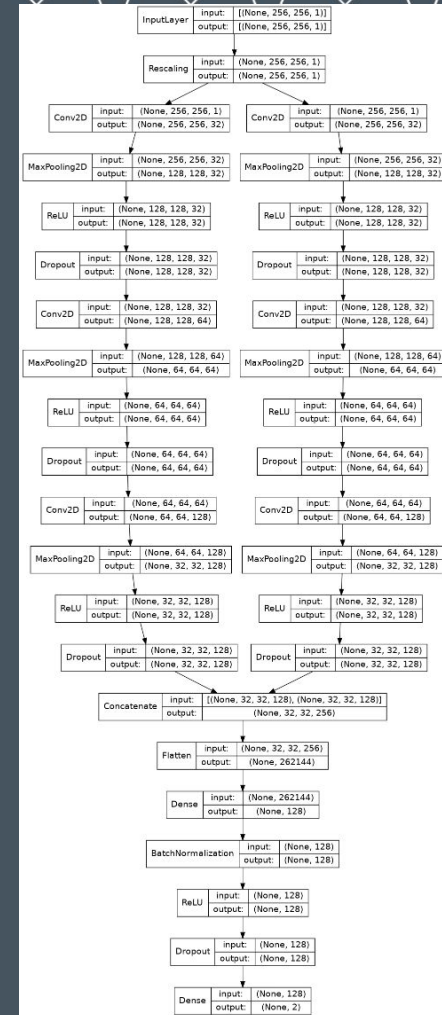 InputLayer input: [(None, 256, 256, 1)]
output: [(None, 256, 256, 1)]
Rescaling input: (None, 256, 256, 1)
output: (None, 256, 256, 1)
Conv2D input: (None, 256, 256, 1) Conv2D input: (None, 256, 256, 1)
output: (None, 256, 256, 32) output: (None, 256, 256, 32)
MaxPooling2D input: (None, 256, 256, 32) MaxPooling2D input: (None, 256, 256, 32)
output: (None, 128, 128, 32) output: (None, 128, 128, 32)
ReLU input: (None, 128, 128, 32) ReLU input: (None, 128, 128, 32)
output: (None, 128, 128, 32) output: (None, 128, 128, 32)
Dropout input: (None, 128, 128, 32) Dropout input: (None, 128, 128, 32)
output: (None, 128, 128, 32) output: (None, 128, 128, 32)
Conv2D input: (None, 128, 128, 32) Conv2D input: (None, 128, 128, 32)
output: (None, 128, 128, 64) output: (None, 128, 128, 64)
MaxPooling2D input: (None, 128, 128, 64) MaxPooling2D input: (None, 128, 128, 64)
output: (None, 64, 64, 64) output: (None, 64, 64, 64)
ReLU input: (None, 64, 64, 64) ReLU input: (None, 64, 64, 64)
output: (None, 64, 64, 64) output: (None, 64, 64, 64)
Dropout input: (None, 64, 64, 64) Dropout input: (None, 64, 64, 64)
output: (None, 64, 64, 64) output: (None, 64, 64, 64)
Conv2D input: (None, 64, 64, 64) Conv2D input: (None, 64, 64, 64)
output: (None, 64, 64, 128) output: (None, 64, 64, 128)
MaxPooling2D input: (None, 64, 64, 128) MaxPooling2D input: (None, 64, 64, 128)
output: (None, 32, 32, 128) output: (None, 32, 32, 128)
ReLU input: (None, 32, 32, 128) ReLU input: (None, 32, 32, 128)
output: (None, 32, 32, 128) output: (None, 32, 32, 128)
Dropout input: (None, 32, 32, 128) Dropout input: (None, 32, 32, 128)
output: (None, 32, 32, 128) output: (None, 32, 32, 128)
Concatenate input: [(None, 32, 32, 128), (None, 32, 32, 128)]
output: (None, 32, 32, 256)
Flatten input: (None, 32, 32, 256)
output: (None, 262144)
Dense input: (None, 262144)
output: (None, 128)
BatchNormalization input: (None, 128)
output: (None, 128)
ReLU input: (None, 128)
output: (None, 128)
Dropout input: (None, 128)
output: (None, 128)
Dense input: (None, 128)
output: (None, 2)